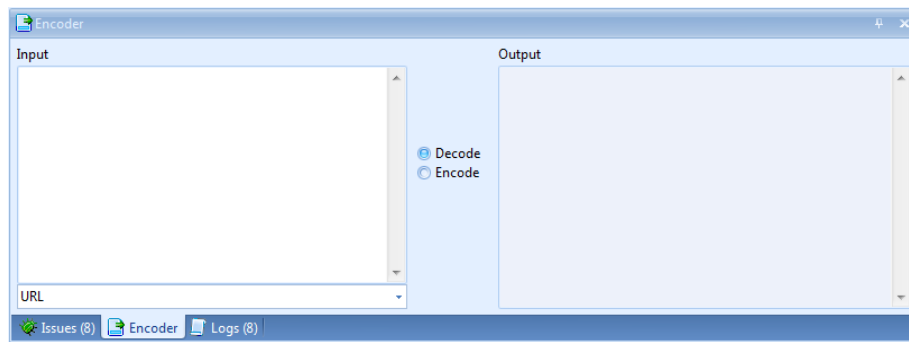 Encoder
Input
Output
Decode
Encode
URL
Issues (8) Encoder Logs (8)